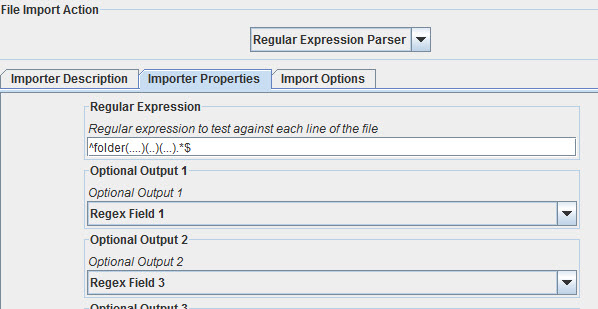 File Import Action
Regular Expression Parser
Importer Description Importer Properties Import Options
Regular Expression
Regular expression to test against each line of the file
^folder(....)(..)(...).*$
Optional Output 1
Optional Output 1
Regex Field 1
Optional Output 2
Optional Output 2
Regex Field 3
Optional Output 3